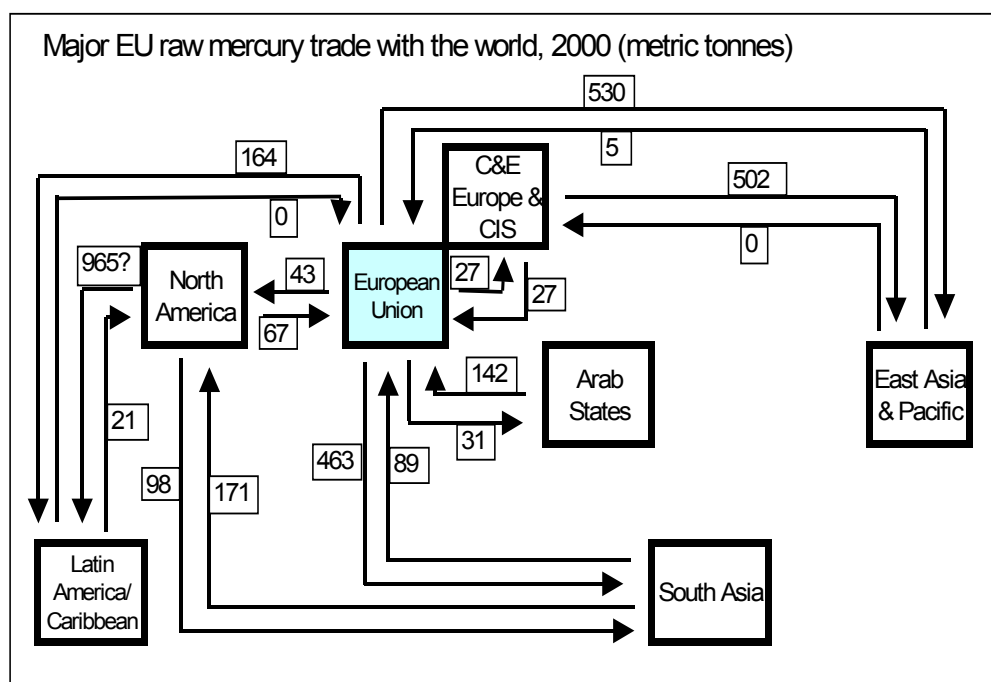 Major EU raw mercury trade with the world, 2000 (metric tonnes)
530
5
164
C&E
Europe &
CIS
502
0
0
965?
North
America
43
European
Union
27
27
67
142
Arab
States
East Asia
& Pacific
21
31
463
89
98
171
Latin
America/
Caribbean
South Asia